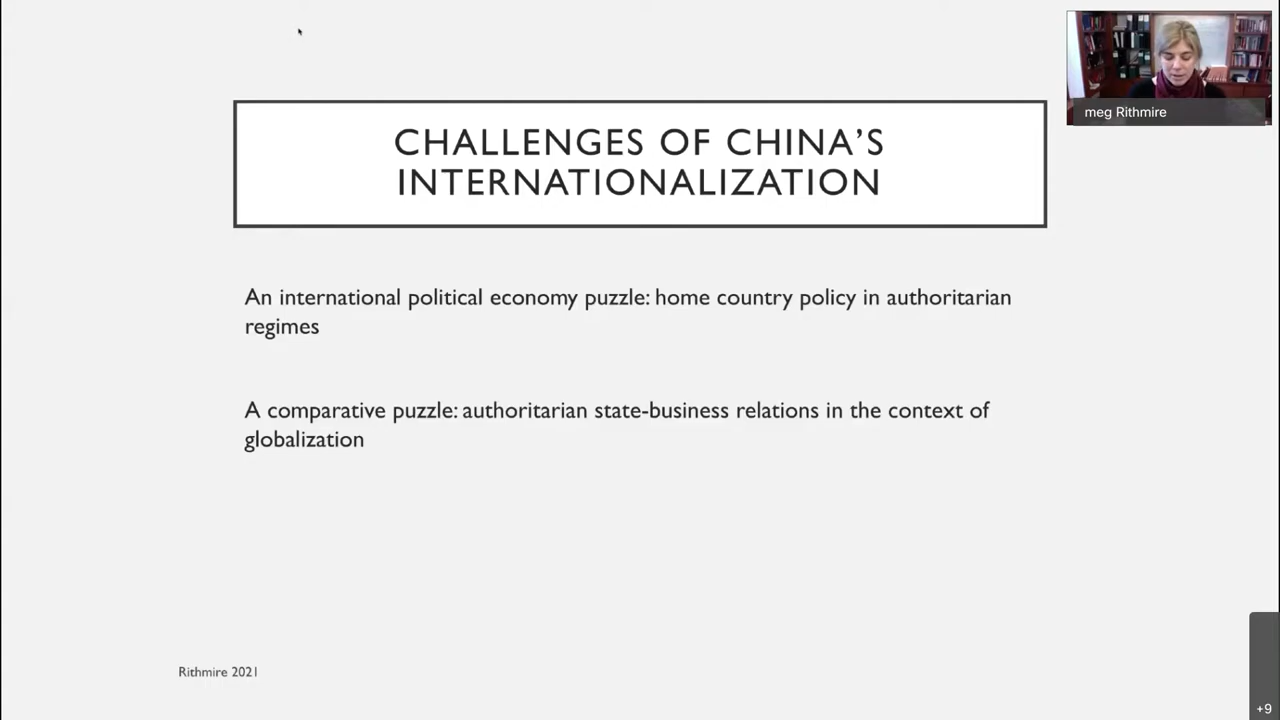 meg Rithmire
CHALLENGES OF CHINA’S
INTERNATIONALIZATION
An international political economy puzzle: home country policy in authoritarian
regimes
A comparative puzzle: authoritarian state-business relations in the context of
globalization
Rithmire 2021
+9